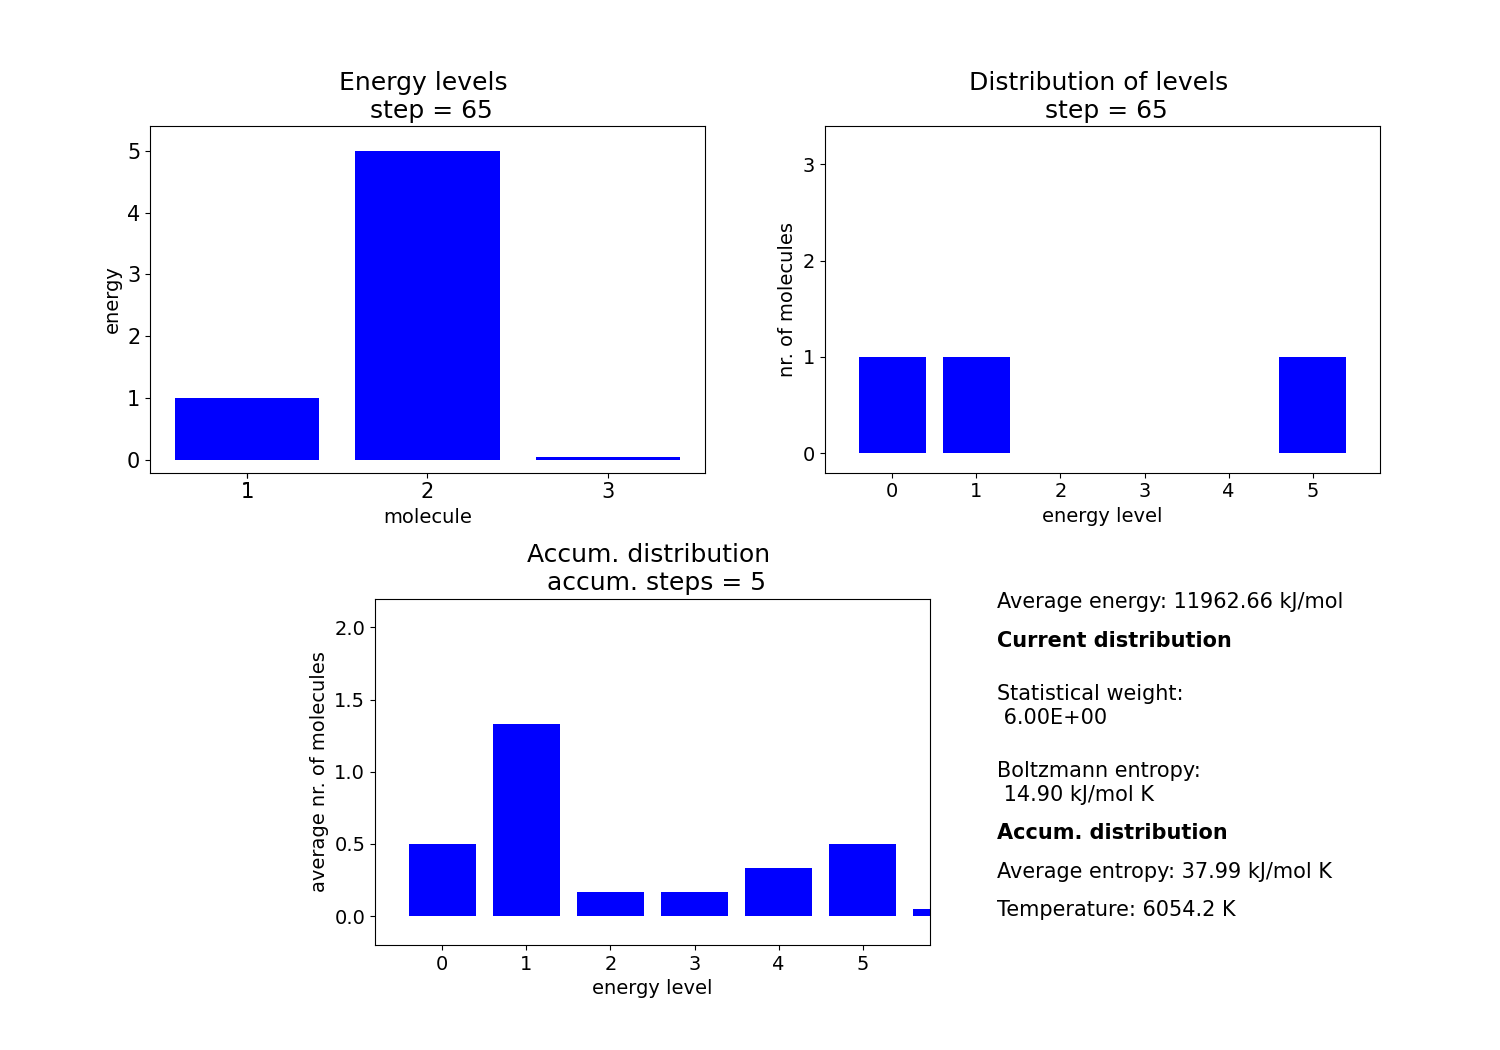 Energy levels
step = 65
5
4
3
2
1
0
energy
1 2 3
molecule
Distribution of levels
step = 65
3
2
1
0
nr. of molecules
0 1 2 3 4 5
energy level
Accum. distribution
accum. steps = 5
2.0
1.5
1.0
0.5
0.0
average nr. of molecules
0 1 2 3 4 5
energy level
Average energy: 11962.66 kJ/mol
Current distribution
Statistical weight:
6.00E+00
Boltzmann entropy:
14.90 kJ/mol K
Accum. distribution
Average entropy: 37.99 kJ/mol K
Temperature: 6054.2 K